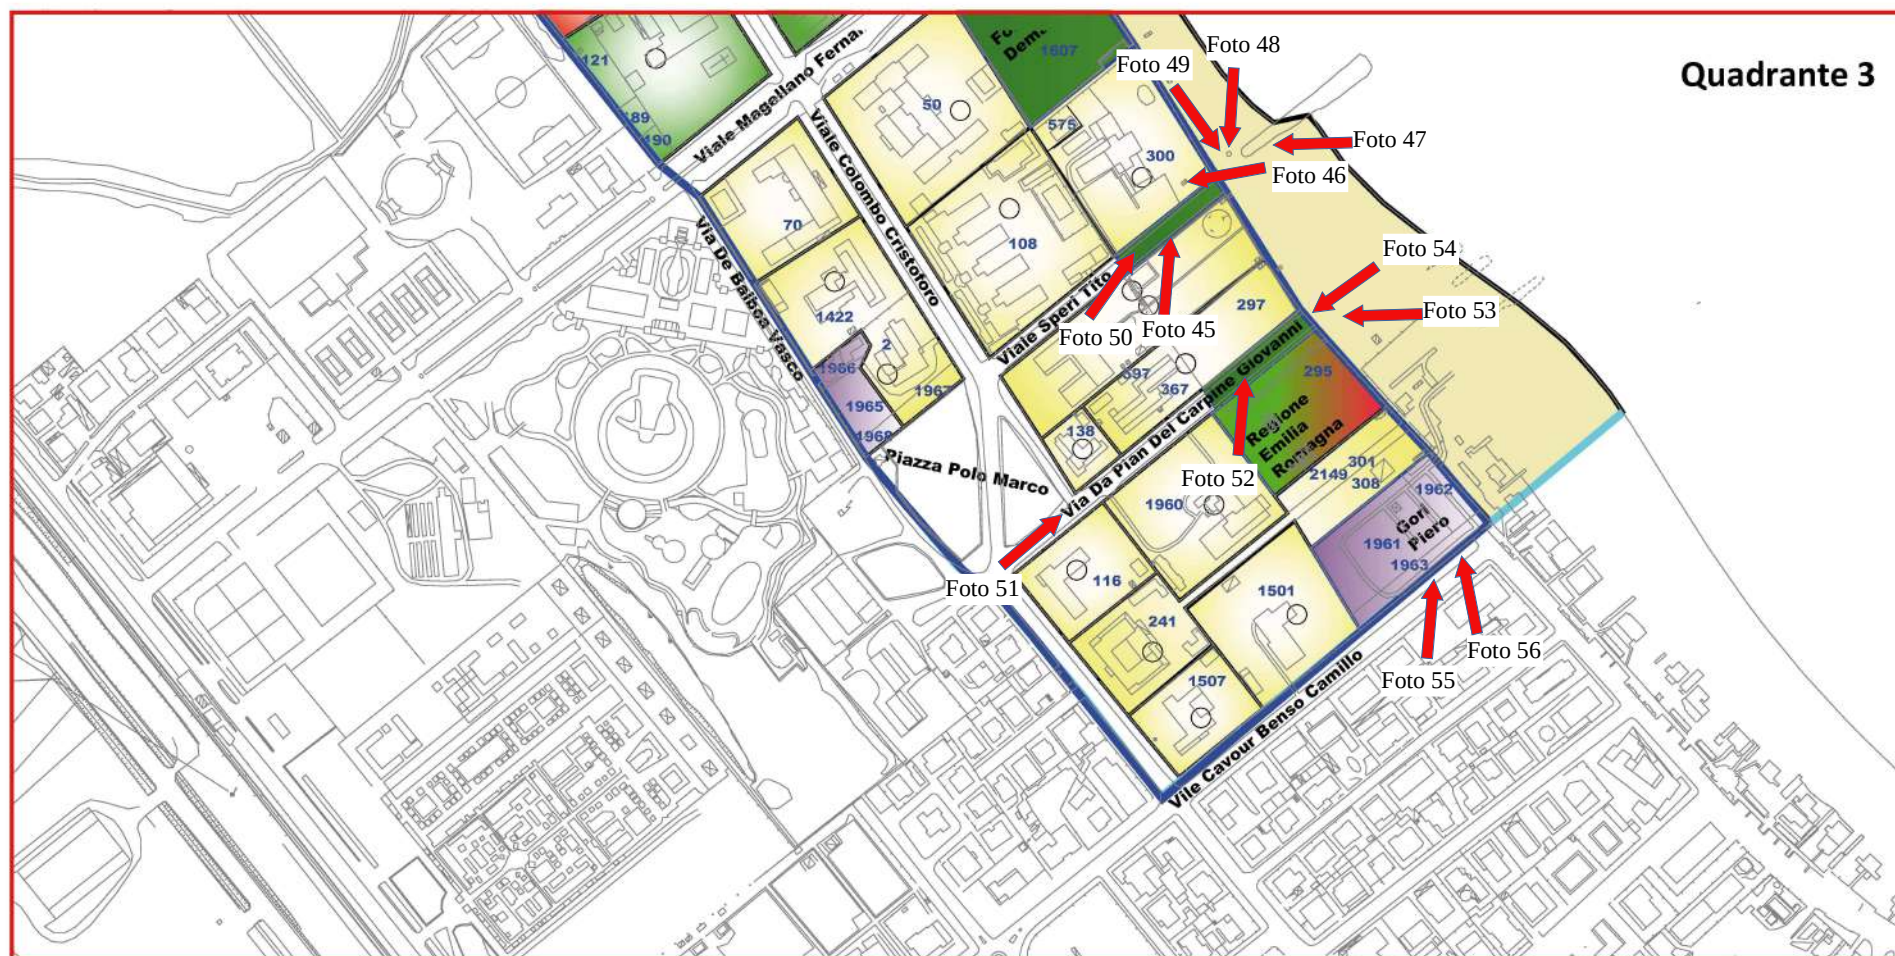 Quadrante 3
Foto 48
Foto 49
Foto 47
Foto 46
Foto 54
Foto 53
Foto 50
Foto 45
Foto 52
Foto 51
Foto 55
Foto 56
121
189
190
Viale Magellano Fernan
1607
50
575
300
Viale Colombo Cristoforo
70
108
Via De Balboa Vasco
1422
2
1966
1967
1965
1968
Viale Speri Tito
297
397
367
138
Via Da Pian Del Carpine Giovanni
295
Regione
Emilia
Romagna
Piazza Polo Marco
1960
2149
301
308
1962
Gori
Piero
1961
1963
116
241
1501
1507
Vile Cavour Benso Camillo